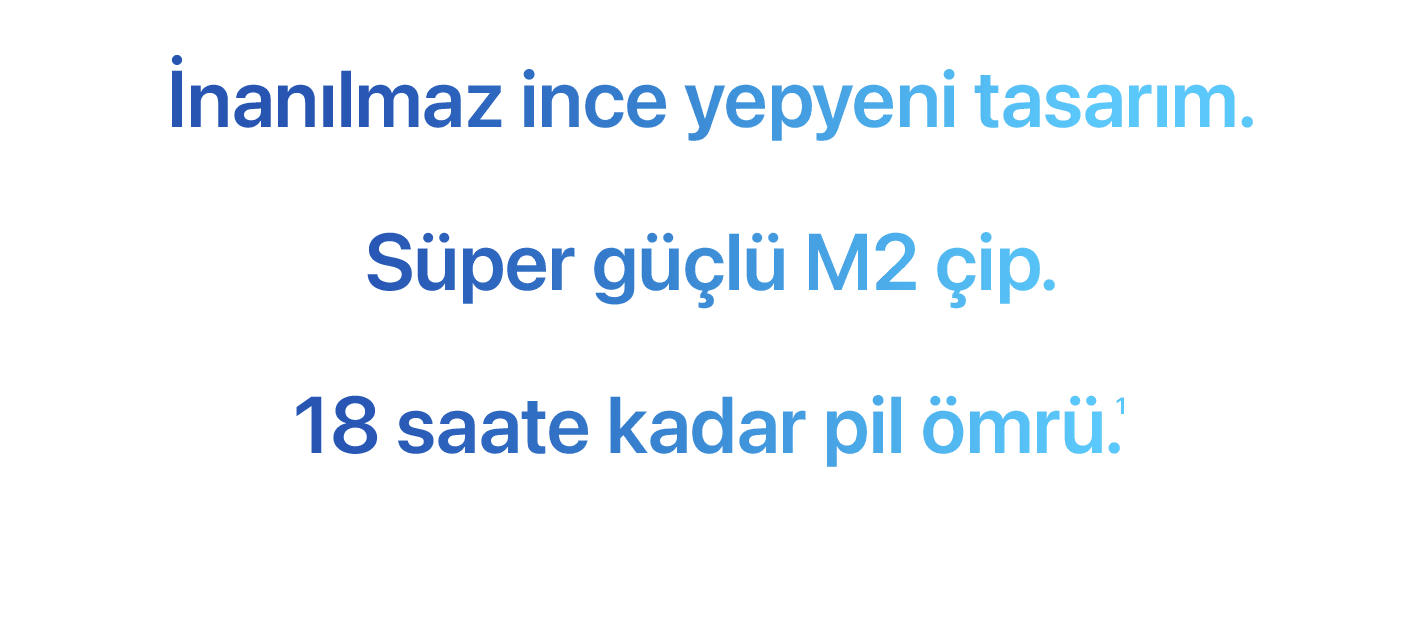 İnanılmaz ince yepyeni tasarım.
Süper güçlü M2 çip.
18 saate kadar pil ömrü.¹